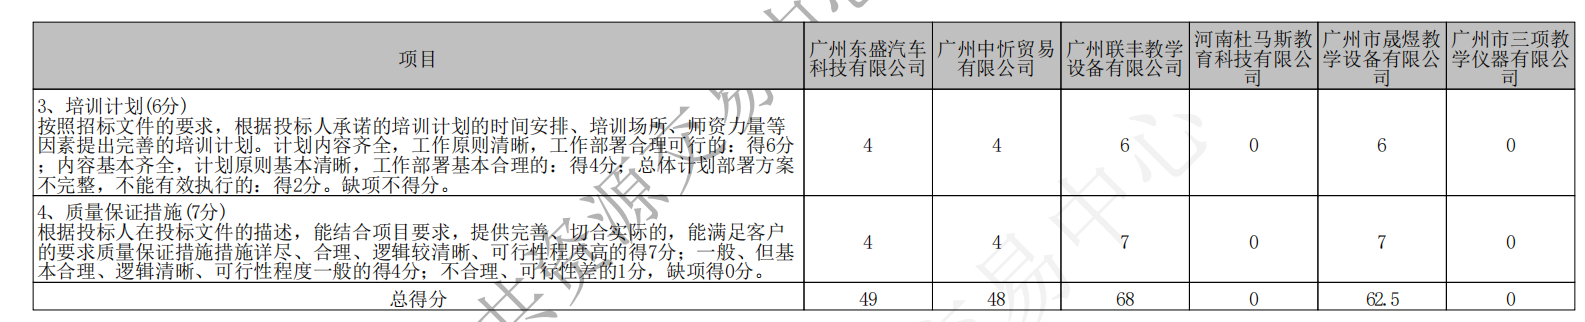 项目
广州东盛汽车
科技有限公司
广州中忻贸易
有限公司
广州联丰教学
设备有限公司
河南杜马斯教
育科技有限公
司
广州市晟煜教
学设备有限公
司
广州市三项教
学仪器有限公
司
3、培训计划(6分)
按照招标文件的要求，根据投标人承诺的培训计划的时间安排、培训场所、师资力量等
因素提出完善的培训计划。计划内容齐全，工作原则清晰，工作部署合理可行的：得6分
；内容基本齐全，计划原则基本清晰，工作部署基本合理的：得4分；总体计划部署方案
不完整，不能有效执行的：得2分。缺项不得分。
4
4
6
0
6
0
4、质量保证措施(7分)
根据投标人在投标文件的描述，能结合项目要求，提供完善、切合实际的，能满足客户
的要求质量保证措施措施详尽、合理、逻辑较清晰、可行性程度高的得7分；一般、但基
本合理、逻辑清晰、可行性程度一般的得4分；不合理、可行性差的1分，缺项得0分。
4
4
7
0
7
0
总得分
49
48
68
0
62.5
0
共资源交易中心
易中心